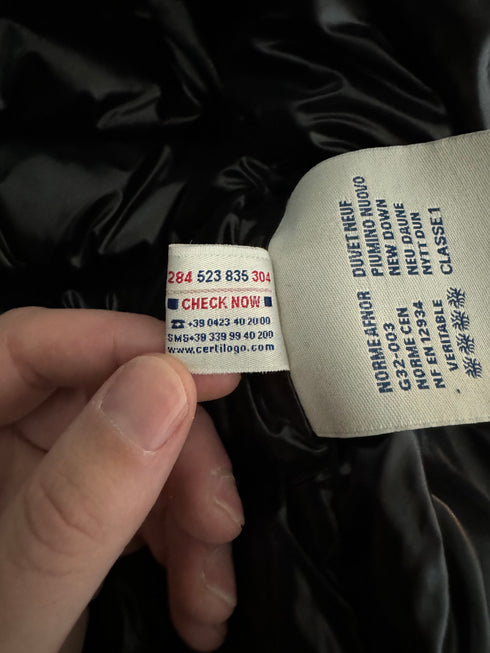 284 523 835 304
CHECK NOW
☎ +39 0423 40 20 00
SMS+39 339 99 40 200
www.certilogo.com
NORME AFNOR DUVET NEUF
G32-003 PIUMINO NUOVO
NORME CEN NEW DOWN
NF EN 12934 NEU DAUNE
VERITABLE NYTT DUN
CLASSE 1